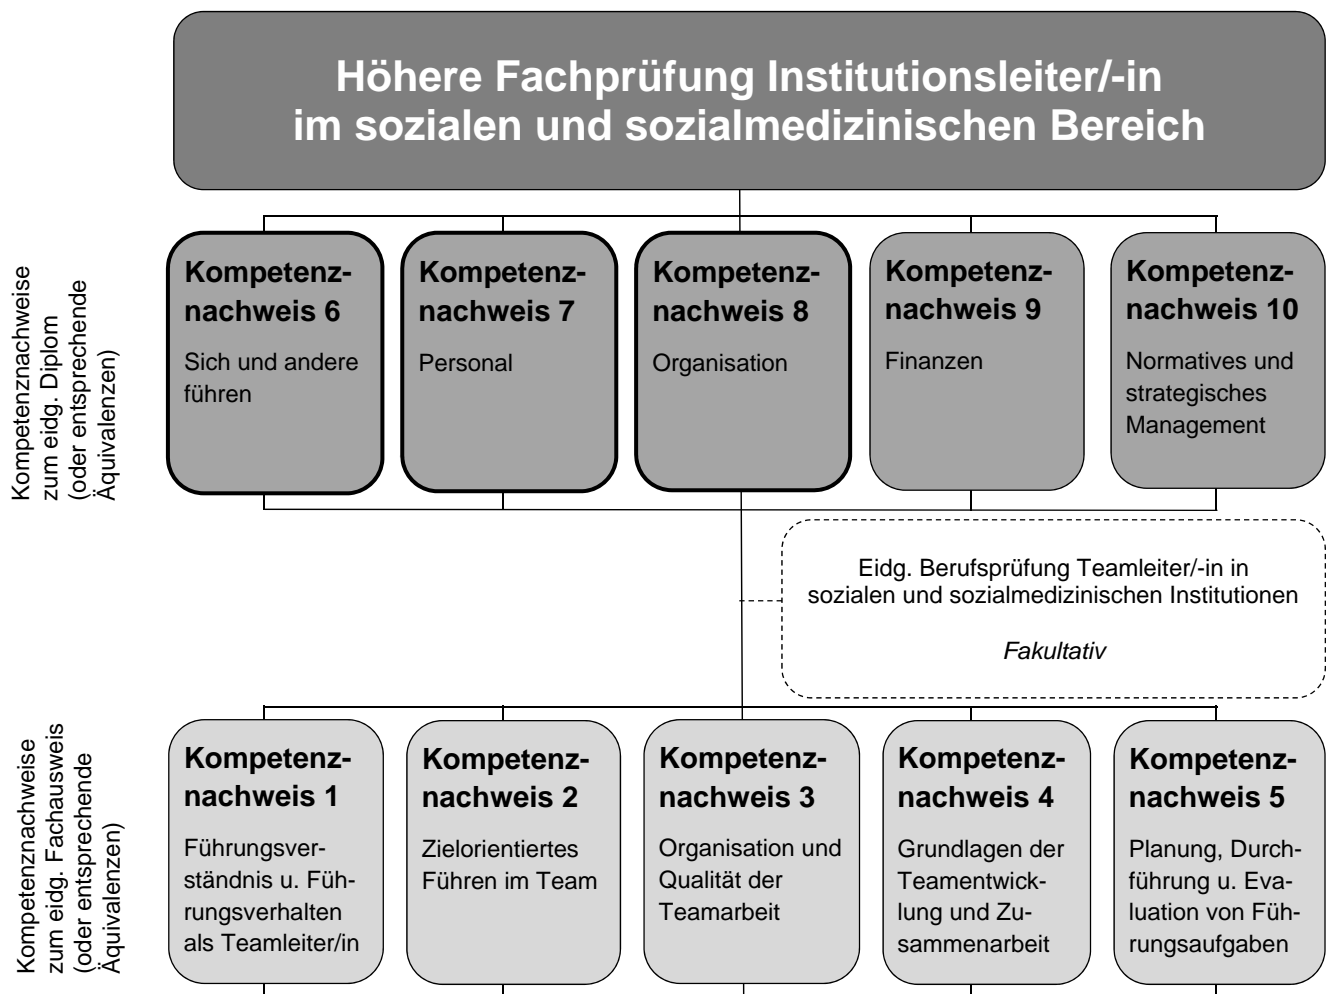 Höhere Fachprüfung Institutionsleiter/-in
im sozialen und sozialmedizinischen Bereich
Kompetenznachweise
zum eidg. Diplom
(oder entsprechende
Äquivalenzen)
Kompetenz-
nachweis 6
Sich und andere
führen
Kompetenz-
nachweis 7
Personal
Kompetenz-
nachweis 8
Organisation
Kompetenz-
nachweis 9
Finanzen
Kompetenz-
nachweis 10
Normatives und
strategisches
Management
Eidg. Berufsprüfung Teamleiter/-in in
sozialen und sozialmedizinischen Institutionen
Fakultativ
Kompetenznachweise
zum eidg. Fachausweis
(oder entsprechende
Äquivalenzen)
Kompetenz-
nachweis 1
Führungsver-
ständnis u. Füh-
rungsverhalten
als Teamleiter/in
Kompetenz-
nachweis 2
Zielorientiertes
Führen im Team
Kompetenz-
nachweis 3
Organisation und
Qualität der
Teamarbeit
Kompetenz-
nachweis 4
Grundlagen der
Teamentwick-
lung und Zu-
sammenarbeit
Kompetenz-
nachweis 5
Planung, Durch-
führung u. Eva-
luation von Füh-
rungsaufgaben